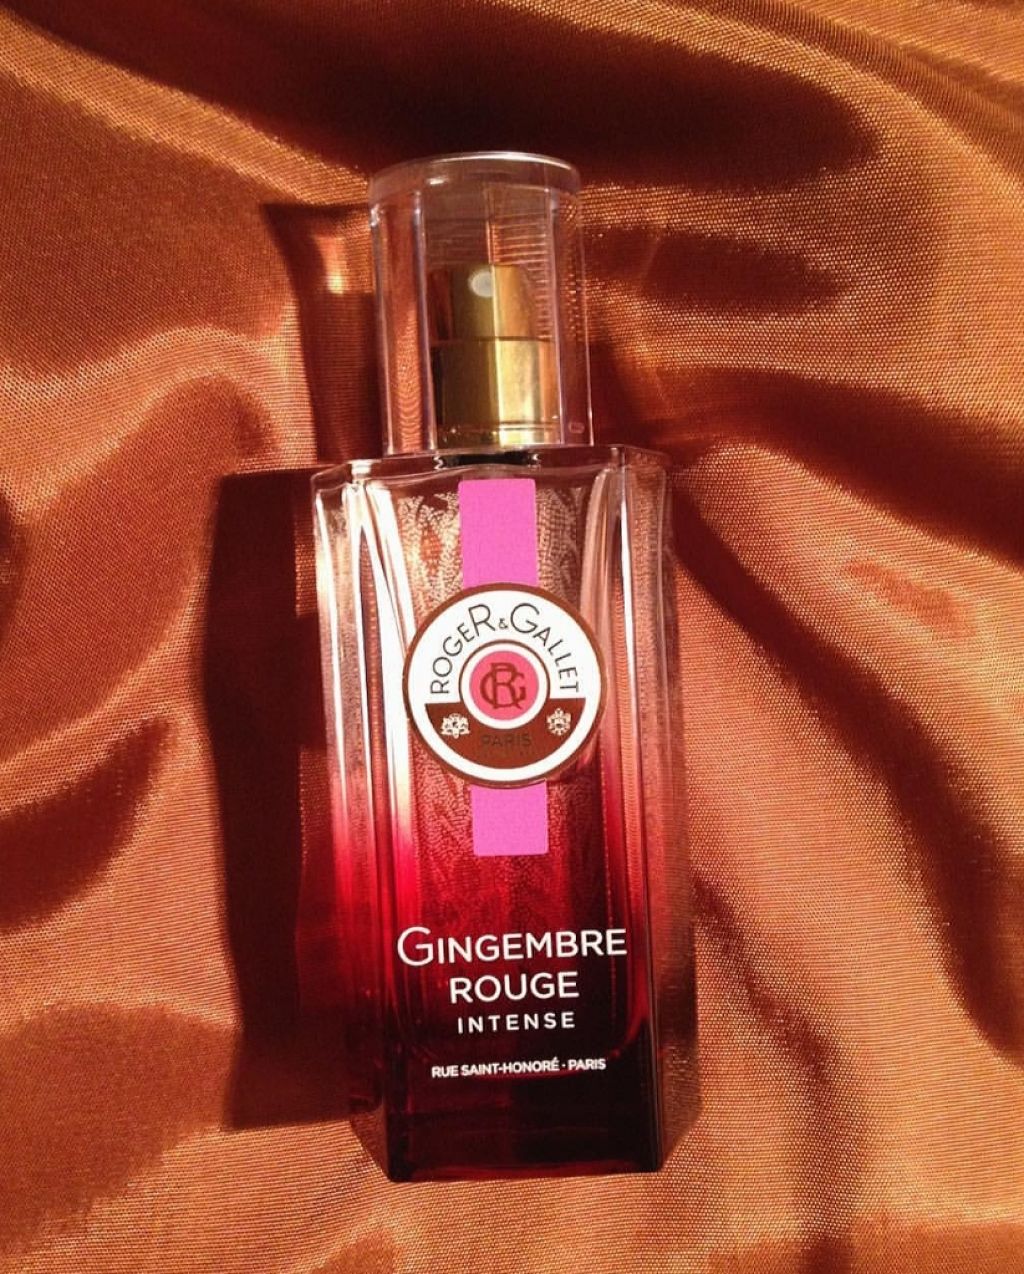 ROGER & GALLET
RG
PARIS
GINGEMBRE
ROUGE
INTENSE
RUE SAINT-HONORÉ · PARIS